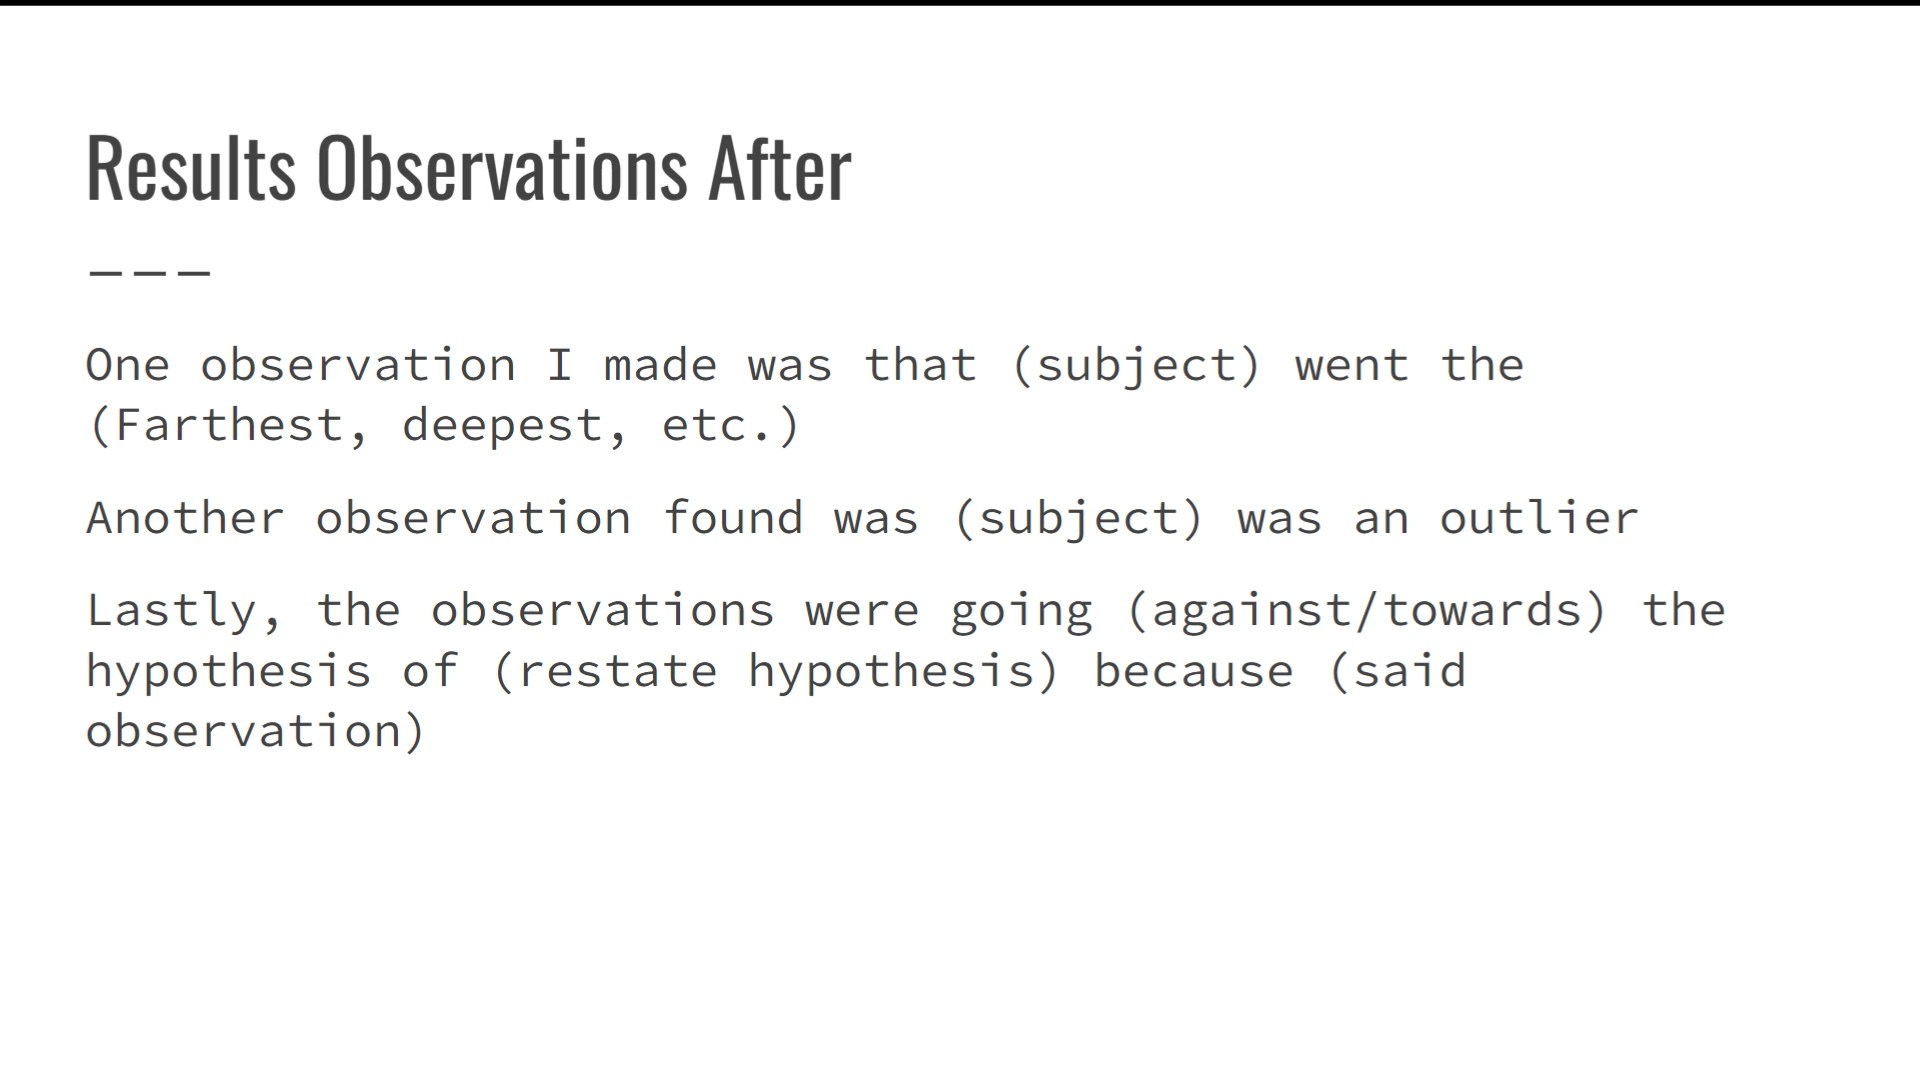 Results Observations After
———
One observation I made was that (subject) went the
(Farthest, deepest, etc.)
Another observation found was (subject) was an outlier
Lastly, the observations were going (against/towards) the
hypothesis of (restate hypothesis) because (said
observation)